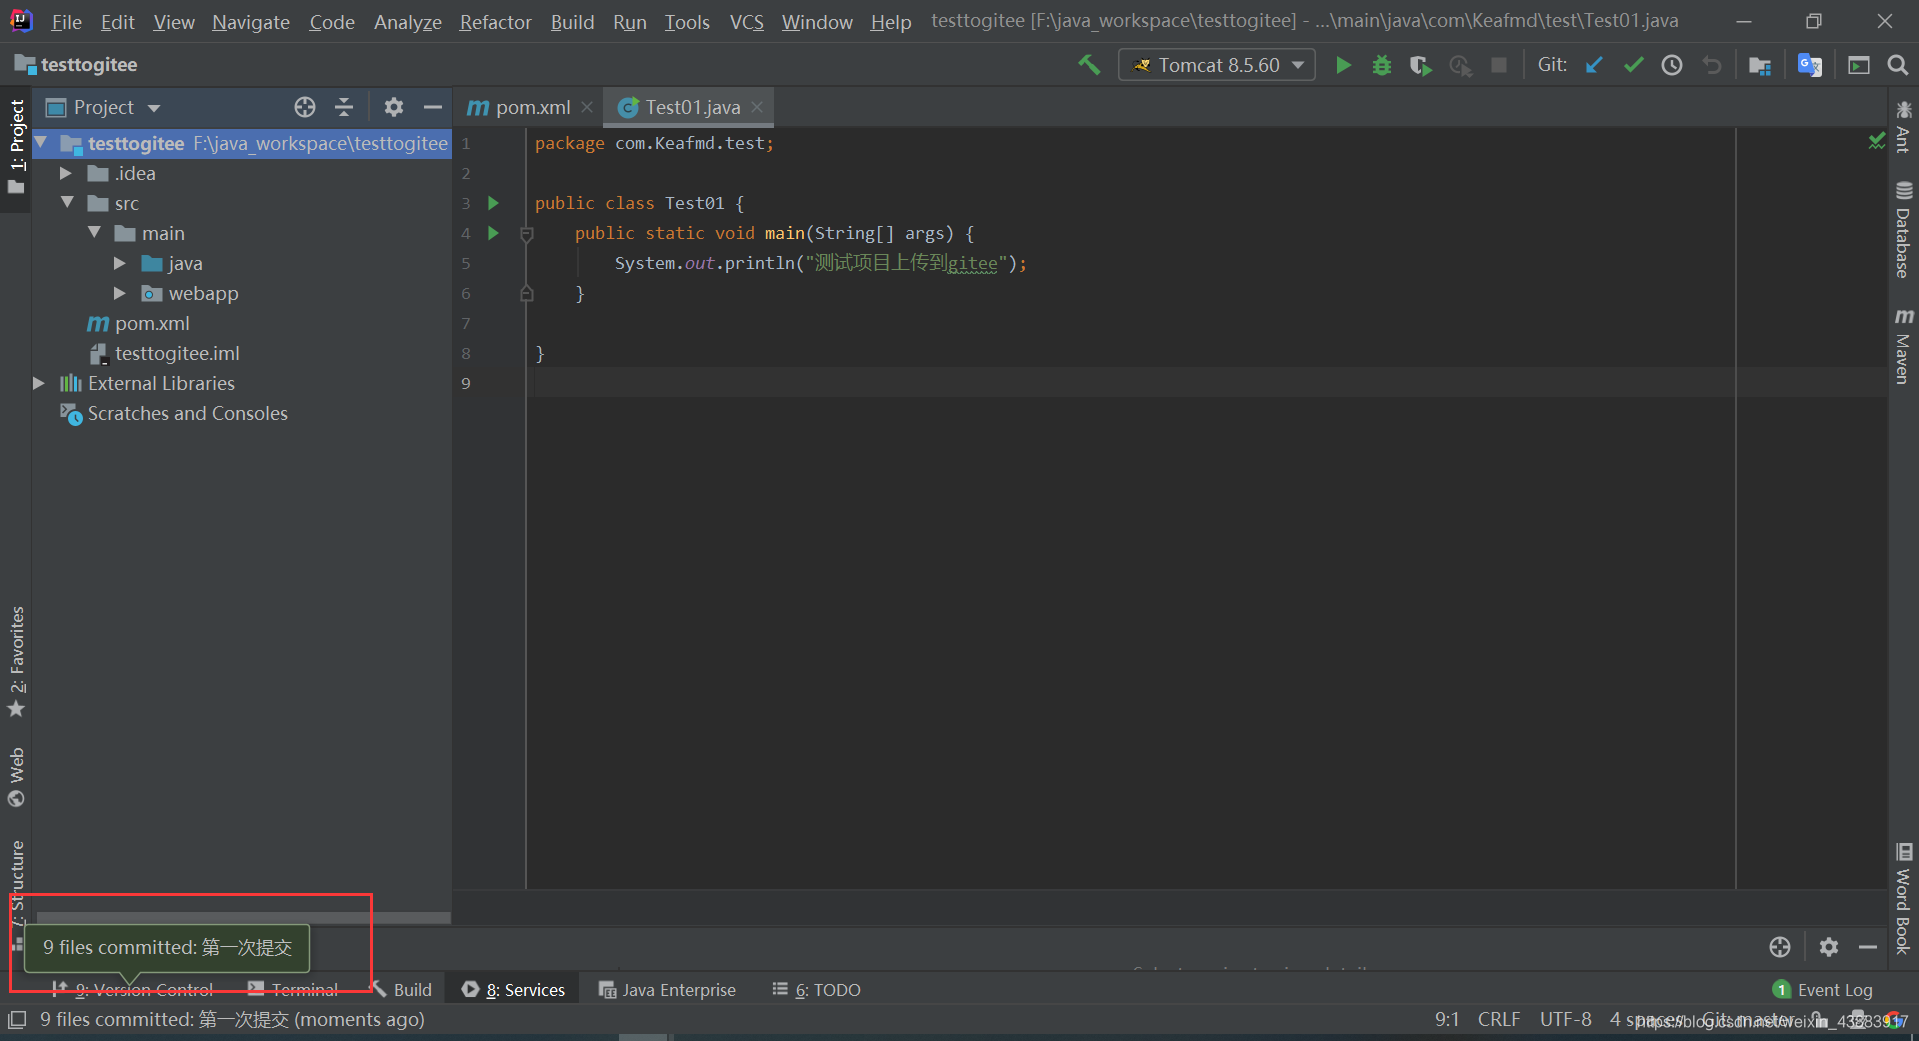 File Edit View Navigate Code Analyze Refactor Build Run Tools VCS Window Help testtogitee [F:\java_workspace\testtogitee] - ...\main\java\com\Keafmd\test\Test01.java
testtogitee
Tomcat 8.5.60
Git:
1: Project
Project
pom.xml
Test01.java
testtogitee F:\java_workspace\testtogitee
.idea
src
main
java
webapp
pom.xml
testtogitee.iml
External Libraries
Scratches and Consoles
1 package com.Keafmd.test;
2
3 public class Test01 {
4 public static void main(String[] args) {
5 System.out.println("测试项目上传到gitee");
6 }
7
8 }
9
Ant
Database
Maven
Word Book
2: Favorites
Web
7: Structure
9 files committed: 第一次提交
9: Version Control
Terminal
Build
8: Services
Java Enterprise
6: TODO
1 Event Log
9 files committed: 第一次提交 (moments ago)
9:1 CRLF UTF-8 4 spaces Git: master
https://blog.csdn.net/weixin_43883917